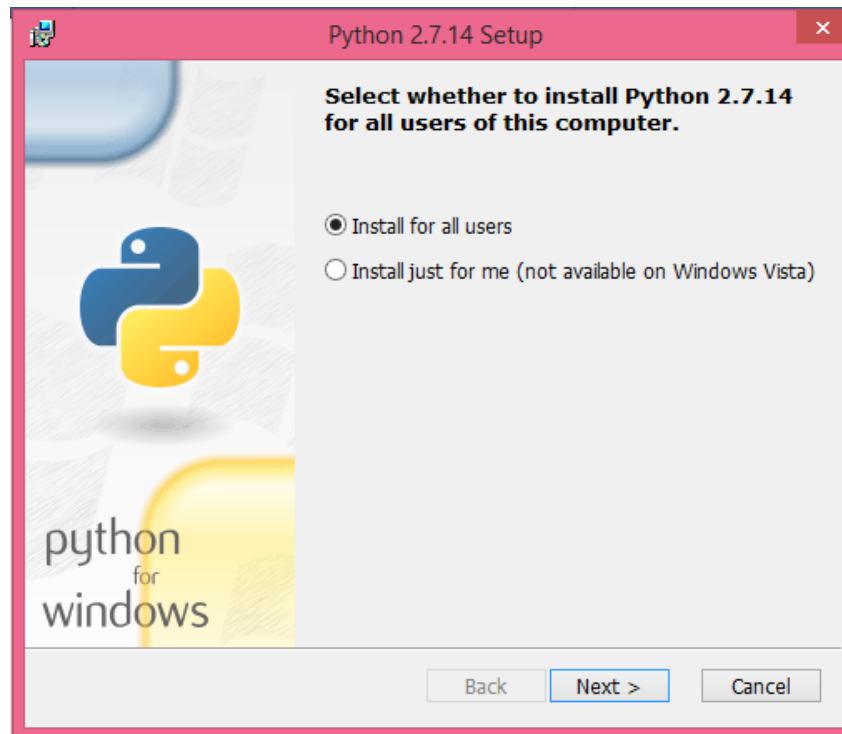 Python 2.7.14 Setup
Select whether to install Python 2.7.14
for all users of this computer.
Install for all users
Install just for me (not available on Windows Vista)
python
for
windows
Back
Next >
Cancel